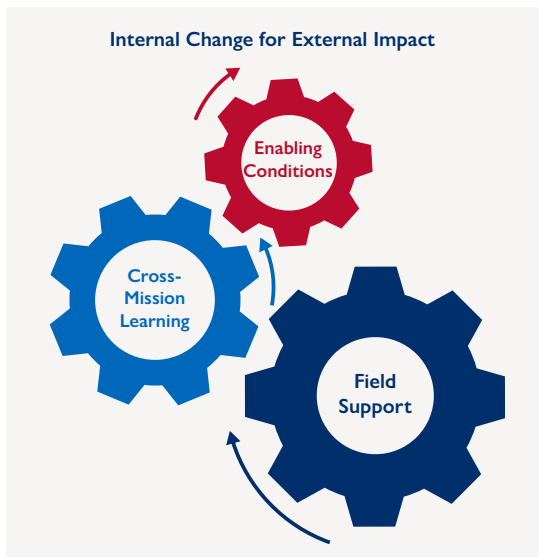 Internal Change for External Impact
Enabling
Conditions
Cross-
Mission
Learning
Field
Support